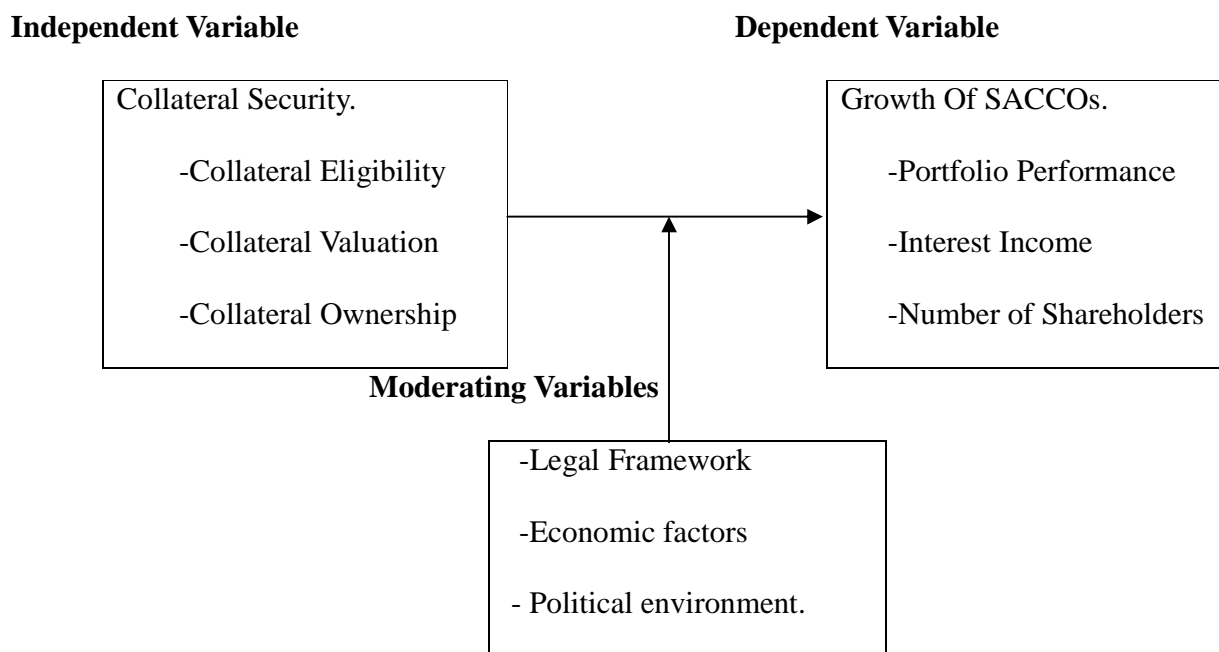 Independent Variable
Dependent Variable
Collateral Security.
-Collateral Eligibility
-Collateral Valuation
-Collateral Ownership
Growth Of SACCOs.
-Portfolio Performance
-Interest Income
-Number of Shareholders
Moderating Variables
-Legal Framework
-Economic factors
- Political environment.